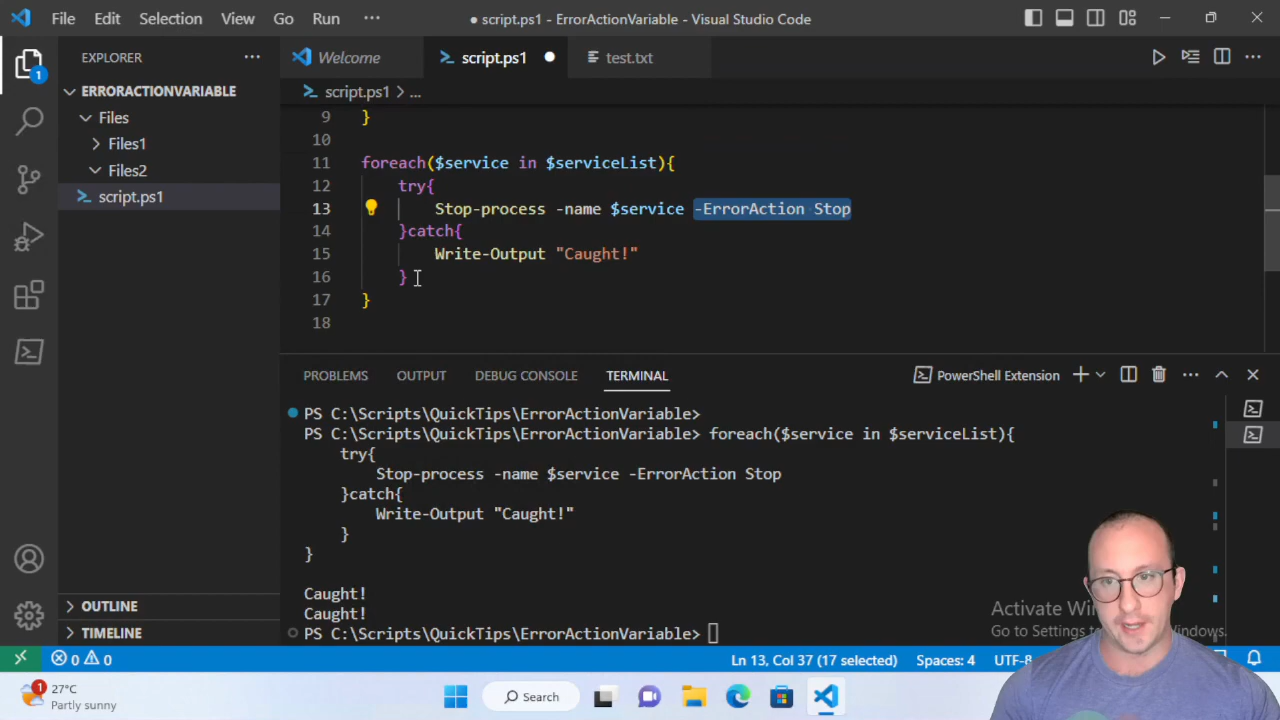 File Edit Selection View Go Run ··· ● script.ps1 - ErrorActionVariable - Visual Studio Code
EXPLORER ···
Welcome script.ps1 test.txt
ERRORACTIONVARIABLE
script.ps1 > ...
Files
Files1
Files2
script.ps1
9 }
10
11 foreach($service in $serviceList){
12 try{
13 Stop-process -name $service -ErrorAction Stop
14 }catch{
15 Write-Output "Caught!"
16 }
17 }
18
1
PROBLEMS OUTPUT DEBUG CONSOLE TERMINAL PowerShell Extension
PS C:\Scripts\QuickTips\ErrorActionVariable>
PS C:\Scripts\QuickTips\ErrorActionVariable> foreach($service in $serviceList){
try{
Stop-process -name $service -ErrorAction Stop
}catch{
Write-Output "Caught!"
}
}
Caught!
Caught!
PS C:\Scripts\QuickTips\ErrorActionVariable>
OUTLINE
TIMELINE
Activate
Go to Settings
0 0 Ln 13, Col 37 (17 selected) Spaces: 4 UTF-8
1
27°C
Partly sunny
Search